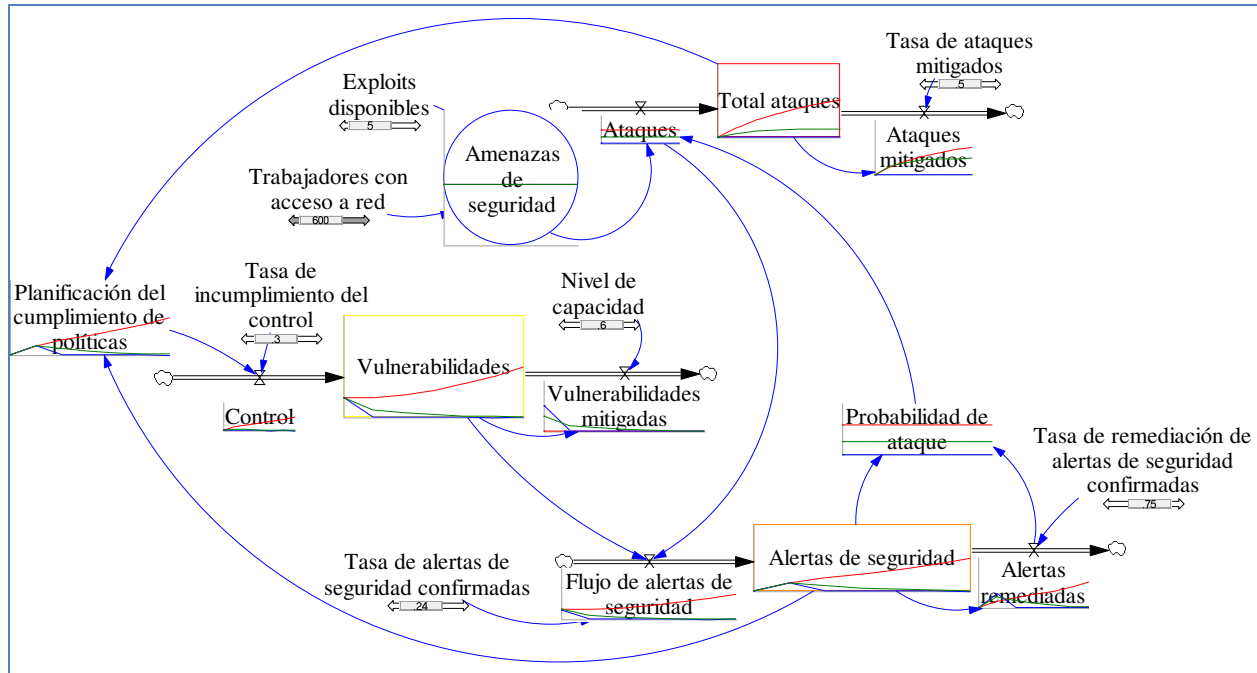 Tasa de ataques
mitigados
.5
Exploits
disponibles
5
Total ataques
Ataques
Ataques
mitigados
Amenazas
de
seguridad
Trabajadores con
acceso a red
600
Tasa de
incumplimiento del
control
.3
Nivel de
capacidad
.6
Planificación del
cumplimiento de
políticas
Vulnerabilidades
Control
Vulnerabilidades
mitigadas
Probabilidad de
ataque
Tasa de remediación de
alertas de seguridad
confirmadas
.75
Tasa de alertas de
seguridad confirmadas
.24
Flujo de alertas de
seguridad
Alertas de seguridad
Alertas
remediadas